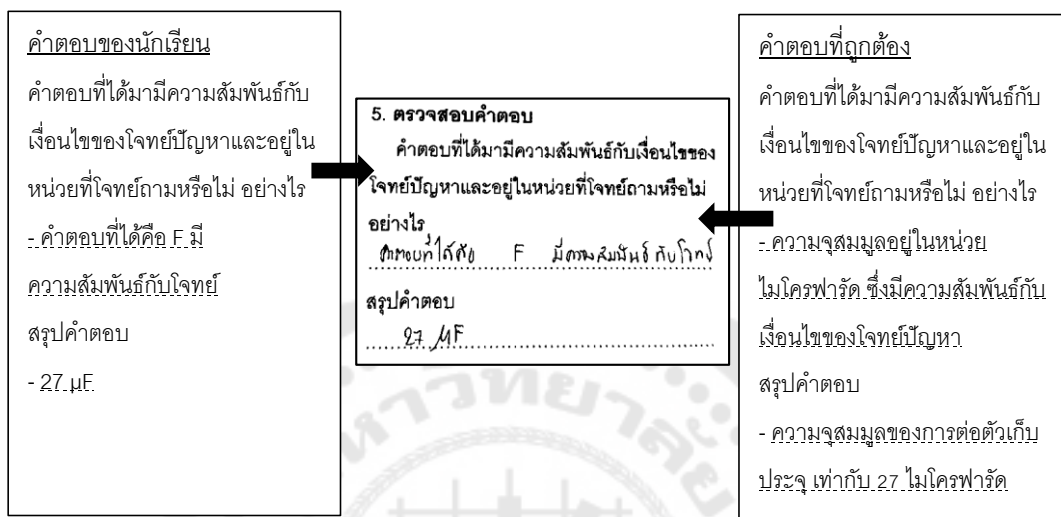 คำตอบของนักเรียน
คำตอบที่ได้มามีความสัมพันธ์กับ
เงื่อนไขของโจทย์ปัญหาและอยู่ใน
หน่วยที่โจทย์ถามหรือไม่ อย่างไร
- คำตอบที่ได้คือ F มี
ความสัมพันธ์กับโจทย์
สรุปคำตอบ
- 27 µF
5. ตรวจสอบคำตอบ
คำตอบที่ได้มามีความสัมพันธ์กับเงื่อนไขของ
โจทย์ปัญหาและอยู่ในหน่วยที่โจทย์ถามหรือไม่
อย่างไร
คำตอบที่ได้คือ F มีความสัมพันธ์ กับโจทย์
สรุปคำตอบ
27 µF
คำตอบที่ถูกต้อง
คำตอบที่ได้มามีความสัมพันธ์กับ
เงื่อนไขของโจทย์ปัญหาและอยู่ใน
หน่วยที่โจทย์ถามหรือไม่ อย่างไร
- ความจุสมมูลอยู่ในหน่วย
ไมโครฟารัด ซึ่งมีความสัมพันธ์กับ
เงื่อนไขของโจทย์ปัญหา
สรุปคำตอบ
- ความจุสมมูลของการต่อตัวเก็บ
ประจุ เท่ากับ 27 ไมโครฟารัด